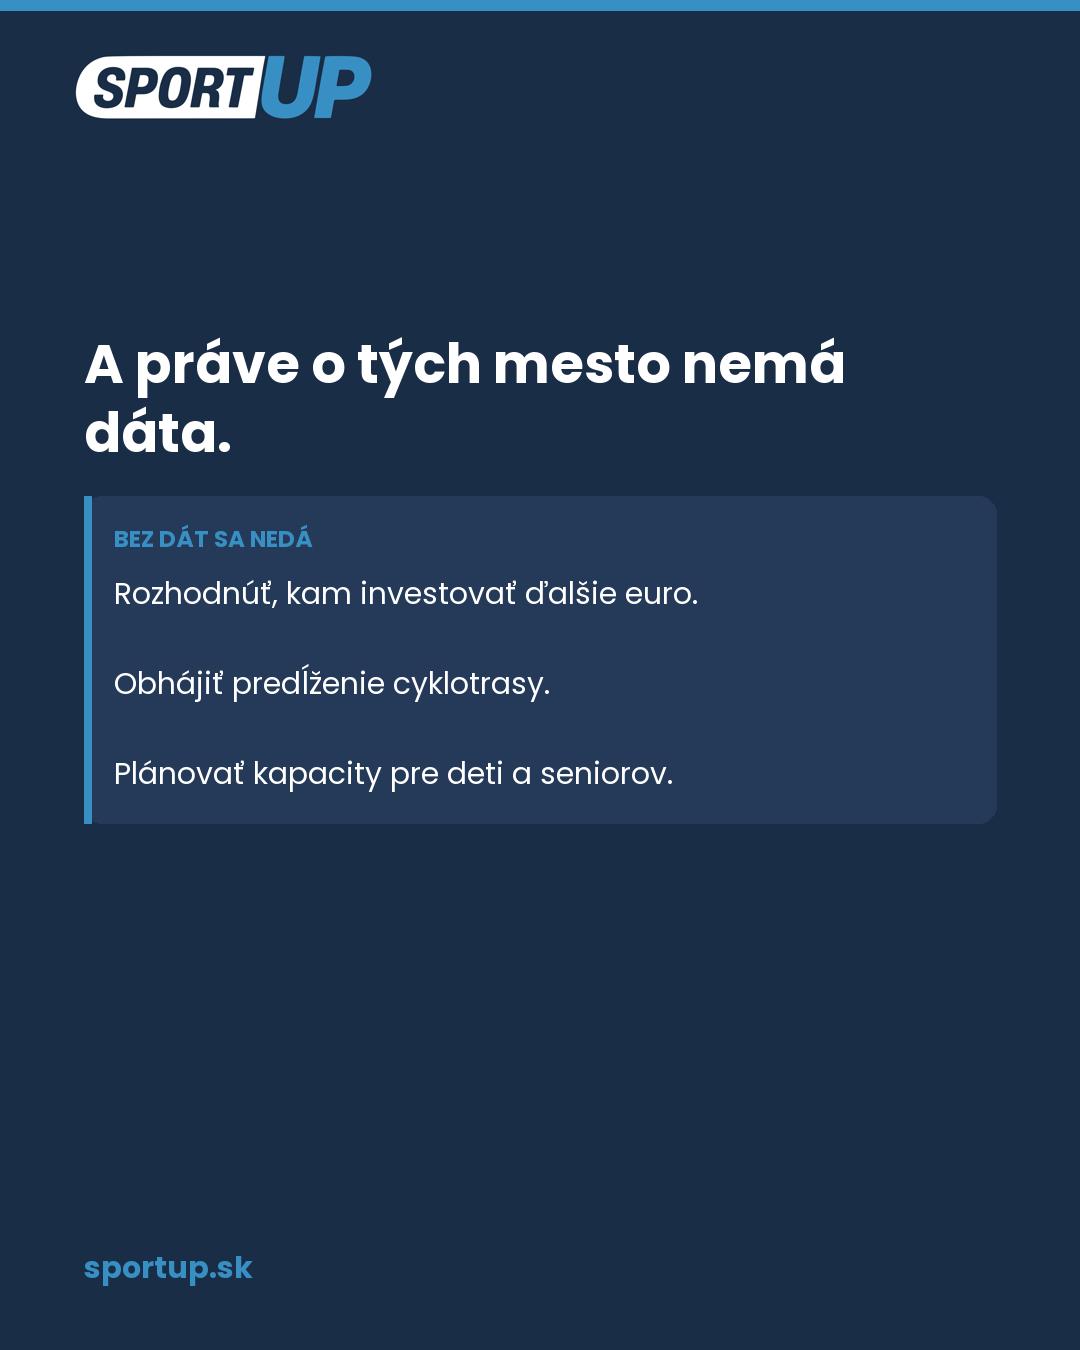 SPORTUP
A práve o tých mesto nemá
dáta.
BEZ DÁT SA NEDÁ
Rozhodnúť, kam investovať ďalšie euro.
Obhájiť predĺženie cyklotrasy.
Plánovať kapacity pre deti a seniorov.
sportup.sk